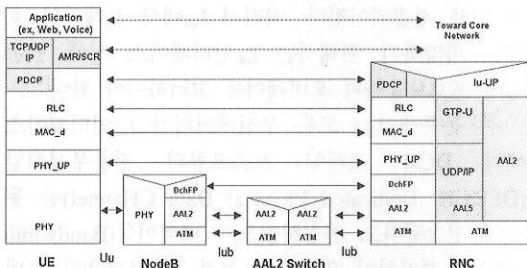 Application
(ex, Web, Voice)
TCP/UDP
IP
AMR/SCR
PDCP
RLC
MAC_d
PHY_UP
PHY
UE
Uu
DchFP
PHY
AAL2
ATM
NodeB
Iub
AAL2
AAL2
ATM
ATM
AAL2 Switch
Iub
Toward Core
Network
PDCP
Iu-UP
RLC
MAC_d
PHY_UP
DchFP
AAL2
ATM
GTP-U
UDP/IP
AAL5
AAL2
ATM
RNC